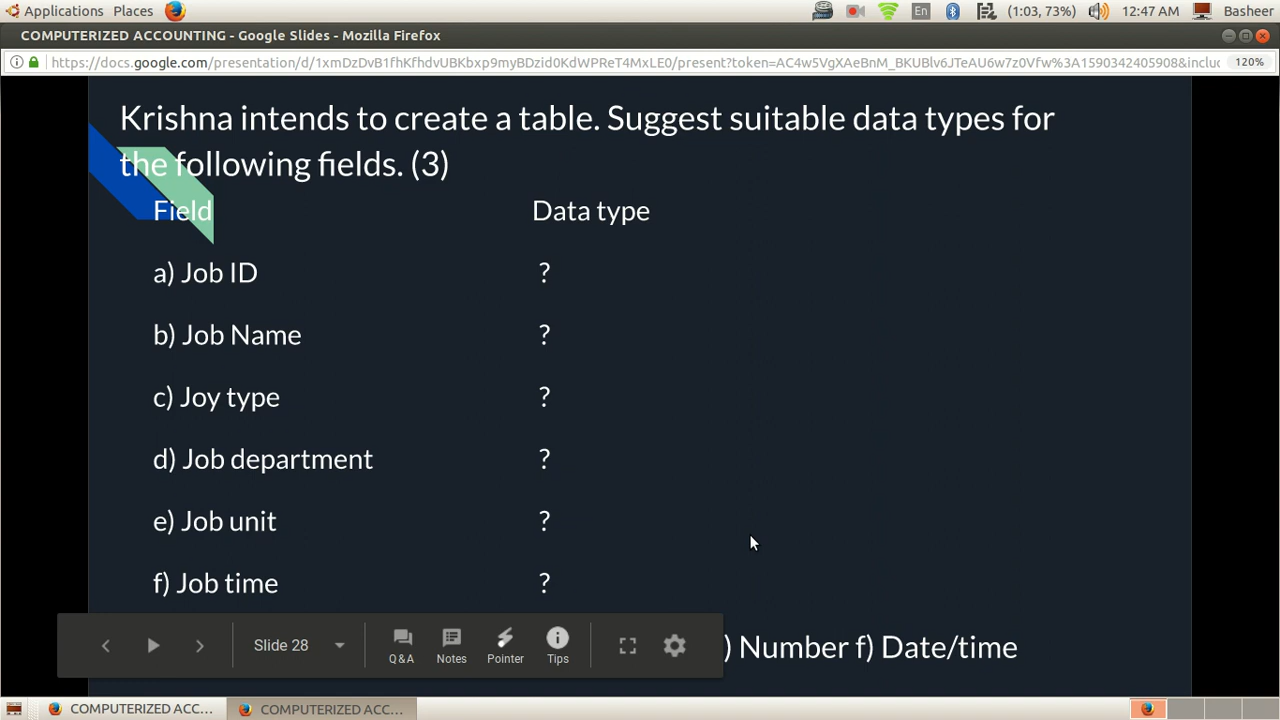 Applications Places En (1:03, 73%) 12:47 AM Basheer
COMPUTERIZED ACCOUNTING - Google Slides - Mozilla Firefox
https://docs.google.com/presentation/d/1xmDzDvB1fhKfhdvUBKbxp9myBDzid0KdWPReT4MxLE0/present?token=AC4w5VgXAeBnM_BKUBlv6JTeAU6w7z0Vfw%3A1590342405908&inclu 120%
Krishna intends to create a table. Suggest suitable data types for
the following fields. (3)
Field Data type
a) Job ID ?
b) Job Name ?
c) Joy type ?
d) Job department ?
e) Job unit ?
f) Job time ?
) Number f) Date/time
Slide 28 Q&A Notes Pointer Tips
COMPUTERIZED ACC... COMPUTERIZED ACC...